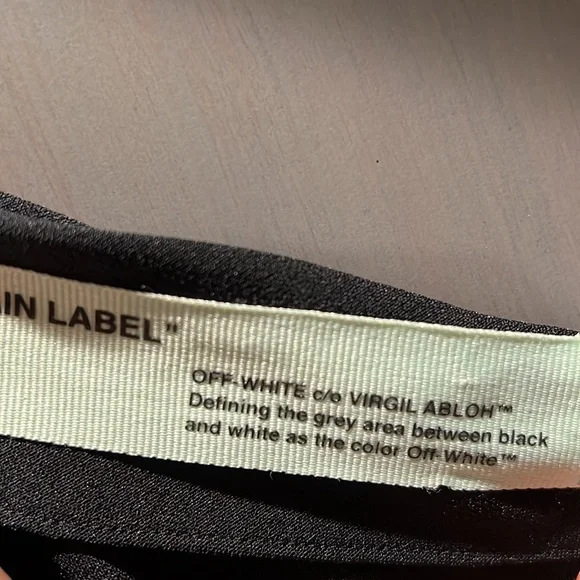 IN LABEL"
OFF-WHITE c/o VIRGIL ABLOH™
Defining the grey area between black
and white as the color Off-White™